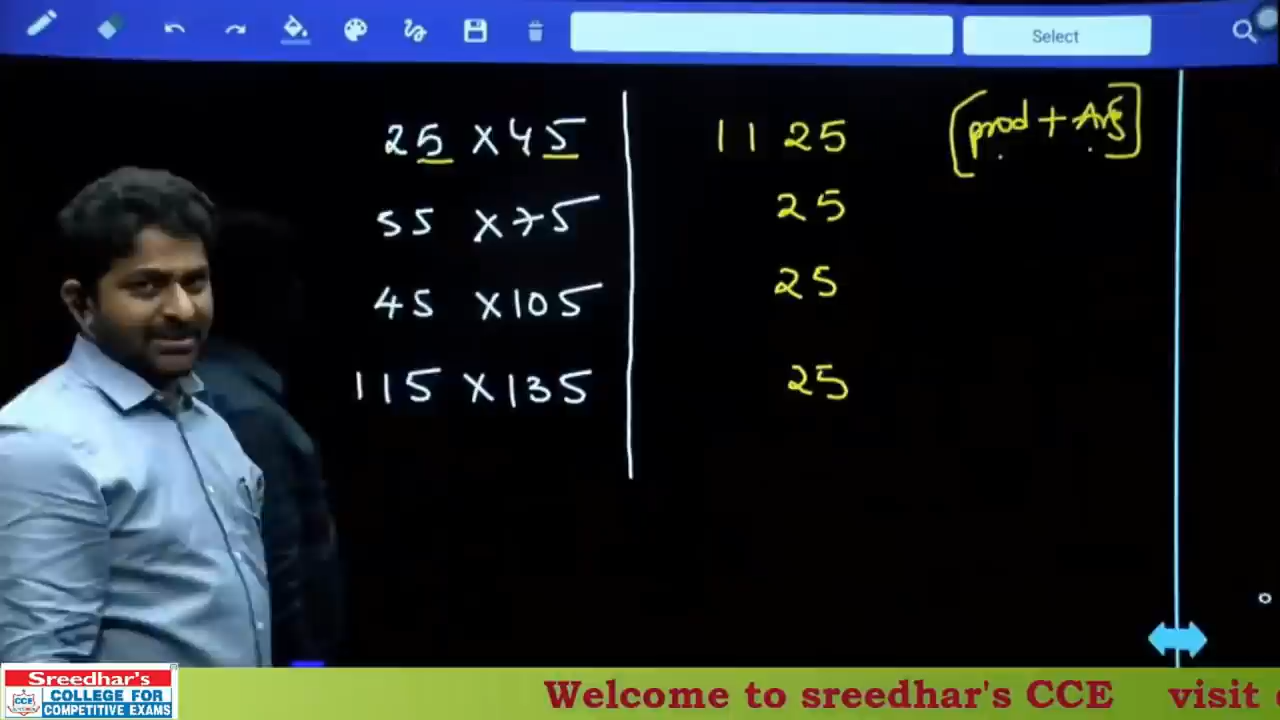 Select
25 × 45 1125 [prod + Avg]
55 × 75 25
45 × 105 25
115 × 135 25
Sreedhar's
CCE
COLLEGE FOR
COMPETITIVE EXAMS
Welcome to sreedhar's CCE visit